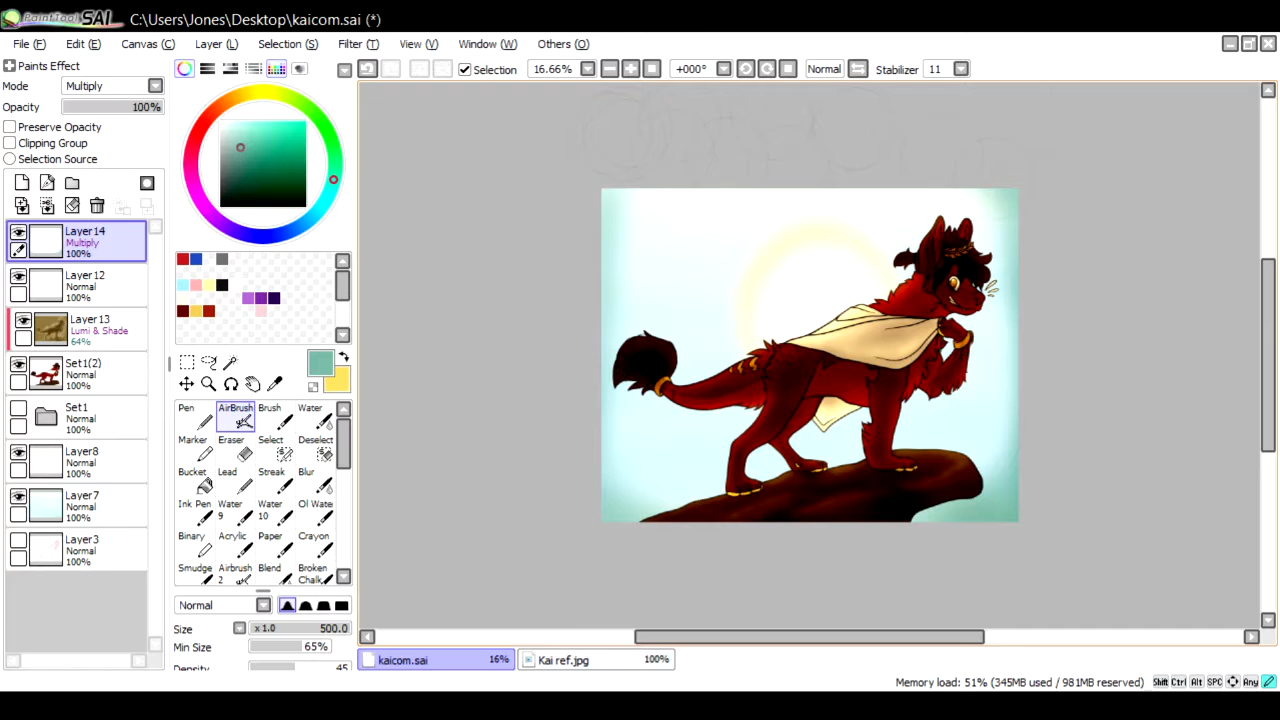 PaintTool SAI C:\Users\Jones\Desktop\kaicom.sai (*)
File (F) Edit (E) Canvas (C) Layer (L) Selection (S) Filter (T) View (V) Window (W) Others (O)
Paints Effect
Mode Multiply
Opacity 100%
Preserve Opacity
Clipping Group
Selection Source
Selection 16.66% +000° Normal Stabilizer 11
Layer14
Multiply
100%
Layer12
Normal
100%
Layer13
Lumi & Shade
64%
Set1(2)
Normal
100%
Set1
Normal
100%
Layer8
Normal
100%
Layer7
Normal
100%
Layer3
Normal
100%
Pen AirBrush Brush Water
Marker Eraser Select Deselect
Bucket Lead Streak Blur
Ink Pen Water 9 Water 10 Ol Wate
Binary Acrylic Paper Crayon
Smudge Airbrush 2 Blend Broken Chalk
Normal
Size x 1.0 500.0
Min Size 65%
Density 45
kaicom.sai 16% Kai ref.jpg 100%
Memory load: 51% (345MB used / 981MB reserved) Shift Ctrl Alt SPC Any